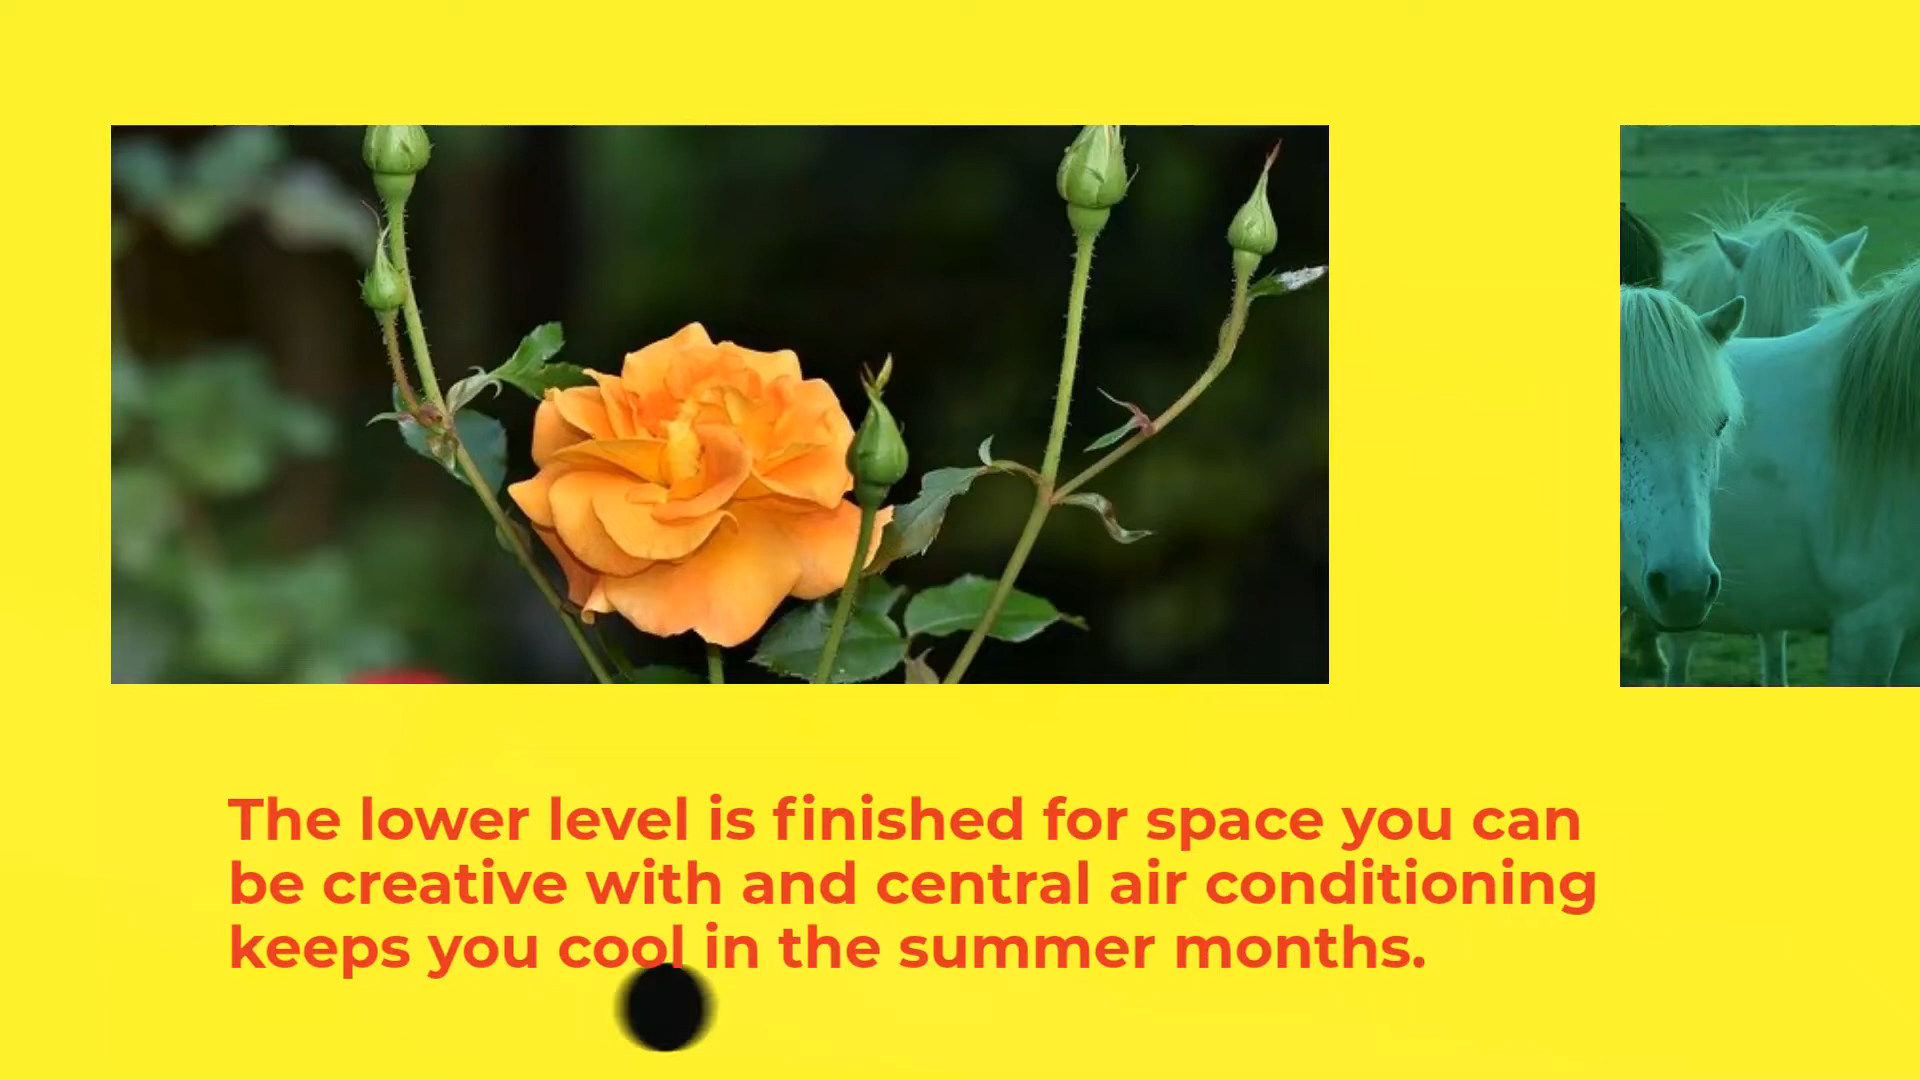 The lower level is finished for space you can
be creative with and central air conditioning
keeps you cool in the summer months.